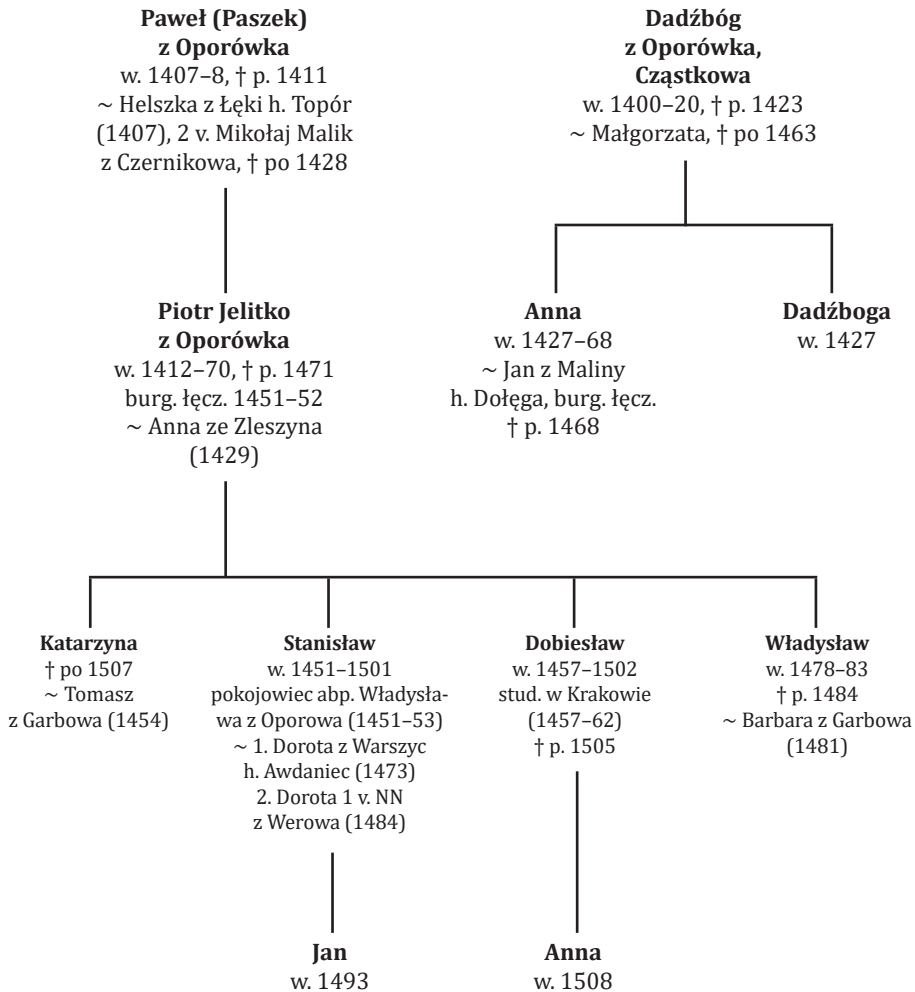 Paweł (Paszek)
z Oporówka
w. 1407–8, † p. 1411
~ Helszka z Łęki h. Topór
(1407), 2 v. Mikołaj Malik
z Czernikowa, † po 1428
Dadźbóg
z Oporówka,
Cząstkowa
w. 1400–20, † p. 1423
~ Małgorzata, † po 1463
Piotr Jelitko
z Oporówka
w. 1412–70, † p. 1471
burg. łęcz. 1451–52
~ Anna ze Zleszyna
(1429)
Anna
w. 1427–68
~ Jan z Maliny
h. Dołęga, burg. łęcz.
† p. 1468
Dadźboga
w. 1427
Katarzyna
† po 1507
~ Tomasz
z Garbowa (1454)
Stanisław
w. 1451–1501
pokojowiec abp. Władysła-
wa z Oporowa (1451–53)
~ 1. Dorota z Warszyc
h. Awdaniec (1473)
2. Dorota 1 v. NN
z Werowa (1484)
Dobiesław
w. 1457–1502
stud. w Krakowie
(1457–62)
† p. 1505
Władysław
w. 1478–83
† p. 1484
~ Barbara z Garbowa
(1481)
Jan
w. 1493
Anna
w. 1508